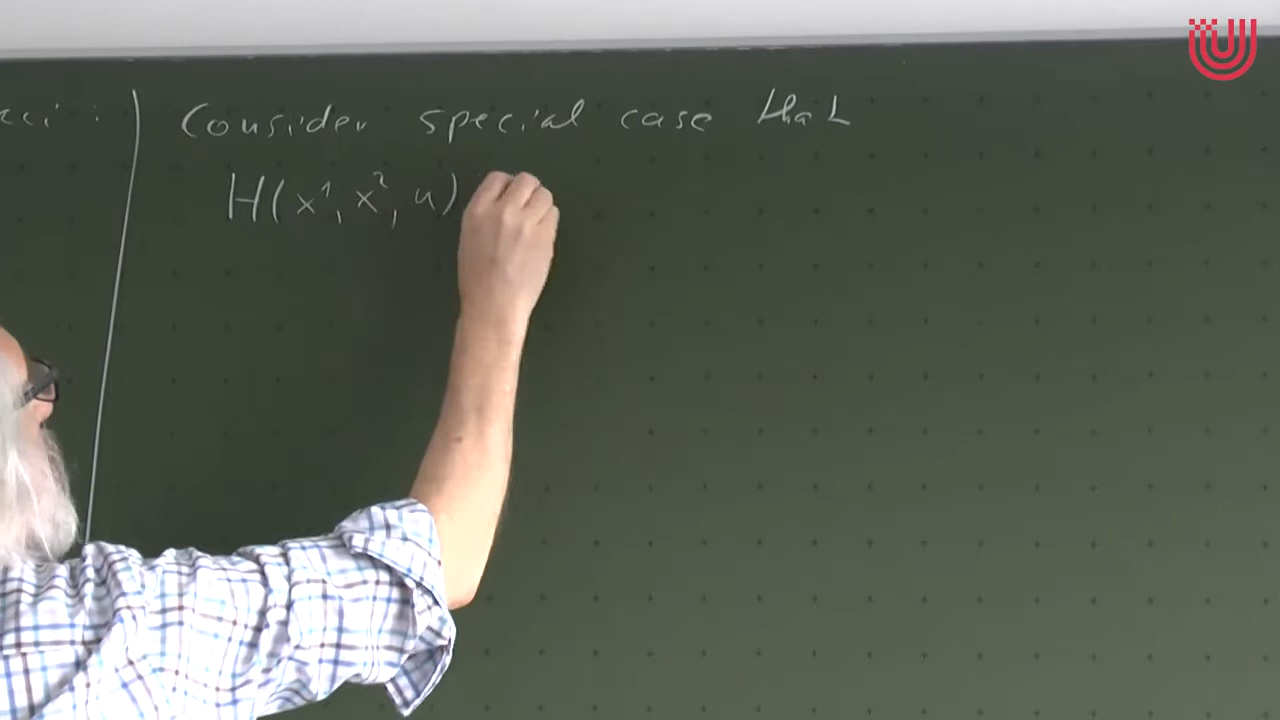 Consider special case that
H(x¹, x², u)